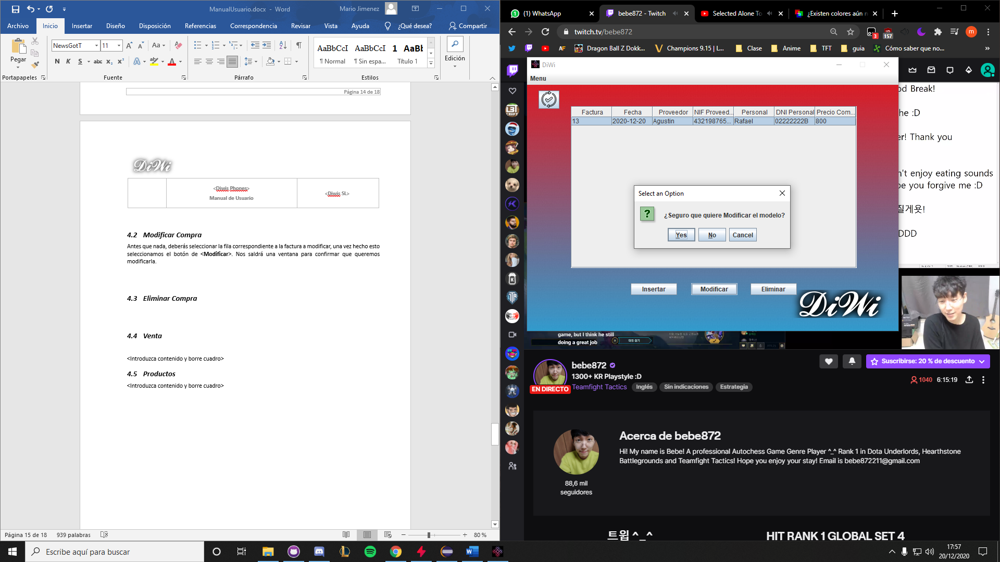 ManualUsuario.docx - Word
Mario Jimenez
Archivo Inicio Insertar Diseño Disposición Referencias Correspondencia Revisar Vista Ayuda ¿Qué desea? Compartir
Pegar
NewsGotT 11
AaBbCcI AaBbCcI 1 AaBb
¶ Normal ¶ Sin espa... Título 1
Edición
Portapapeles Fuente Párrafo Estilos
Página 14 de 18
DiWi
<Diwis Phones>
Manual de Usuario
<Diwis SL>
4.2 Modificar Compra
Antes que nada, deberás seleccionar la fila correspondiente a la factura a modificar, una vez hecho esto
seleccionamos el botón de <Modificar>. Nos saldrá una ventana para confirmar que queremos
modificarla.
4.3 Eliminar Compra
4.4 Venta
<Introduzca contenido y borre cuadro>
4.5 Productos
<Introduzca contenido y borre cuadro>
Página 15 de 18 939 palabras
80 %
(1) WhatsApp
bebe872 - Twitch
Selected Alone To
¿Existen colores aún n
twitch.tv/bebe872
3
157
m
Dragon Ball Z Dokk...
Champions 9.15 | L...
Clase
Anime
TFT
guia
Cómo saber que no...
DiWi
Menu
Factura Fecha Proveedor NIF Proveed... Personal DNI Personal Precio Com...
13 2020-12-20 Agustin 432198765... Rafael 02222222B 800
Select an Option
¿Seguro que quiere Modificar el modelo?
Yes No Cancel
Insertar Modificar Eliminar
DiWi
od Break!
he :D
er! Thank you
n't enjoy eating sounds
be you forgive me :D
질게욧!
DDD
game, but I think he still
doing a great job
bebe872
1300+ KR Playstyle :D
Teamfight Tactics Inglés Sin indicaciones Estrategia
EN DIRECTO
Suscribirse: 20 % de descuento
1040 6:15:19
Acerca de bebe872
Hi! My name is Bebe! A professional Autochess Game Genre Player ^_^ Rank 1 in Dota Underlords, Hearthstone
Battlegrounds and Teamfight Tactics! Hope you enjoy your stay! Email is bebe872211@gmail.com
88,6 mil
seguidores
트윕 ^_^
HIT RANK 1 GLOBAL SET 4
Escribe aquí para buscar
17:57
20/12/2020